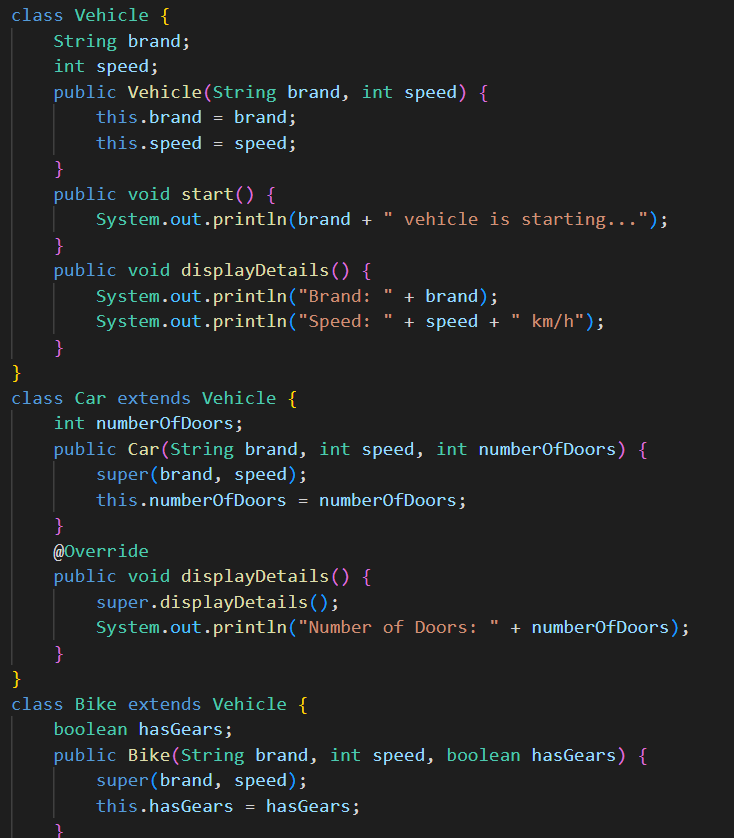 class Vehicle {
    String brand;
    int speed;
    public Vehicle(String brand, int speed) {
        this.brand = brand;
        this.speed = speed;
    }
    public void start() {
        System.out.println(brand + " vehicle is starting...");
    }
    public void displayDetails() {
        System.out.println("Brand: " + brand);
        System.out.println("Speed: " + speed + " km/h");
    }
}
class Car extends Vehicle {
    int numberOfDoors;
    public Car(String brand, int speed, int numberOfDoors) {
        super(brand, speed);
        this.numberOfDoors = numberOfDoors;
    }
    @Override
    public void displayDetails() {
        super.displayDetails();
        System.out.println("Number of Doors: " + numberOfDoors);
    }
}
class Bike extends Vehicle {
    boolean hasGears;
    public Bike(String brand, int speed, boolean hasGears) {
        super(brand, speed);
        this.hasGears = hasGears;
    }